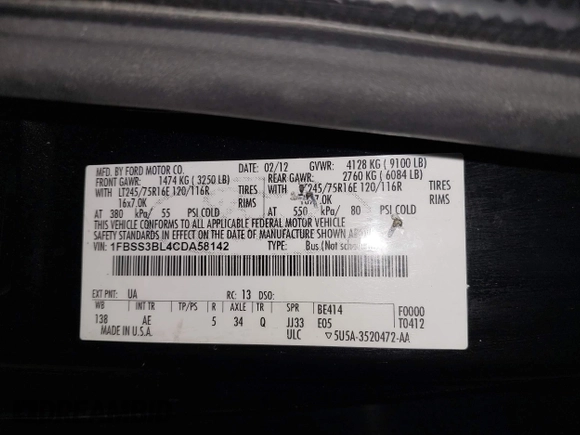 MFD. BY FORD MOTOR CO. 02/12 GVWR: 4128 KG ( 9100 LB)
FRONT GAWR: 1474 KG ( 3250 LB) REAR GAWR: 2760 KG ( 6084 LB)
WITH LT245/75R16E 120/116R TIRES WITH LT245/75R16E 120/116R TIRES
16x7.0K RIMS 16x7.0K RIMS
AT 380 kPa/ 55 PSI COLD AT 550 kPa/ 80 PSI COLD
THIS VEHICLE CONFORMS TO ALL APPLICABLE FEDERAL MOTOR VEHICLE
SAFETY STANDARDS IN EFFECT ON THE DATE OF
VIN: 1FBSS3BL4CDA58142 TYPE: Bus (Not
EXT PNT: UA RC: 13 DSO:
WB INT TR TP/PS R AXLE TR SPR BE414 F0000
138 AE 5 34 Q JJ33 E05 T0412
MADE IN U.S.A. ULC ▽5U5A-3520472-AA